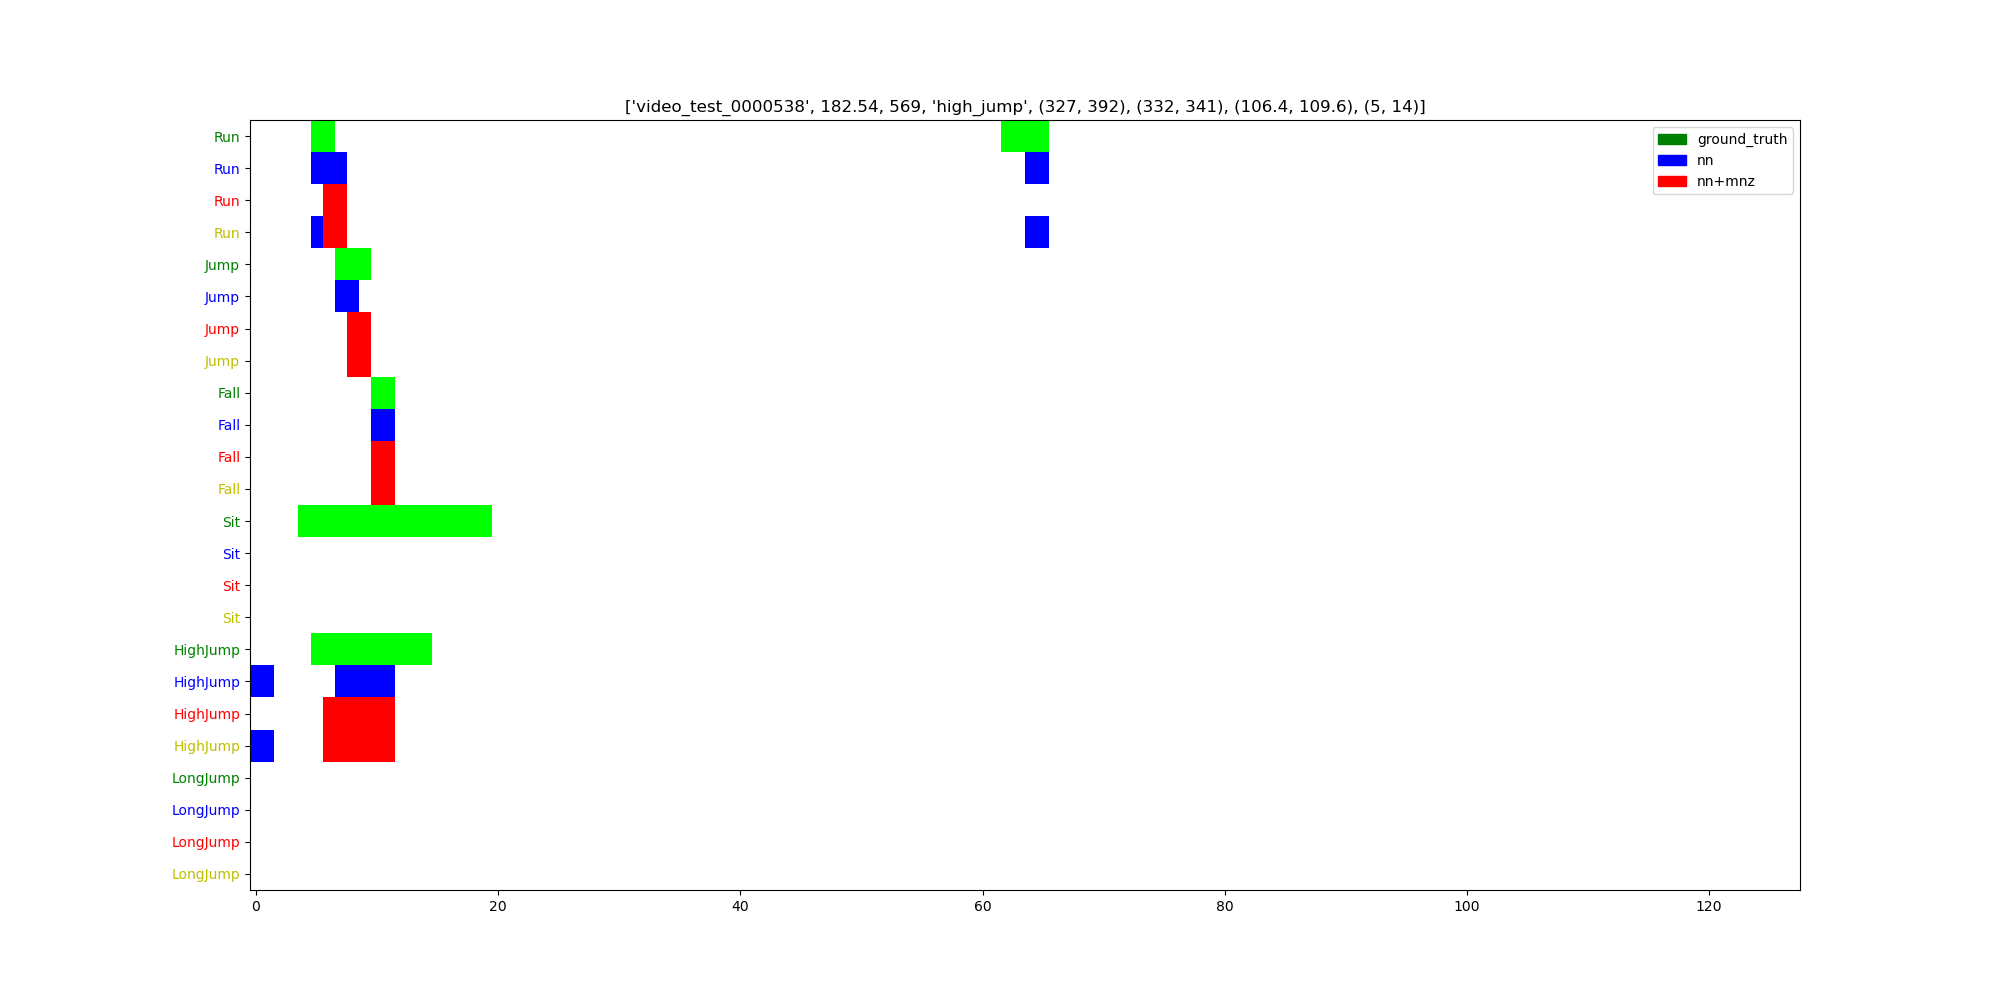 ['video_test_0000538', 182.54, 569, 'high_jump', (327, 392), (332, 341), (106.4, 109.6), (5, 14)]
ground_truth
nn
nn+mnz
Run
Run
Run
Run
Jump
Jump
Jump
Jump
Fall
Fall
Fall
Fall
Sit
Sit
Sit
Sit
HighJump
HighJump
HighJump
HighJump
LongJump
LongJump
LongJump
LongJump
0 20 40 60 80 100 120